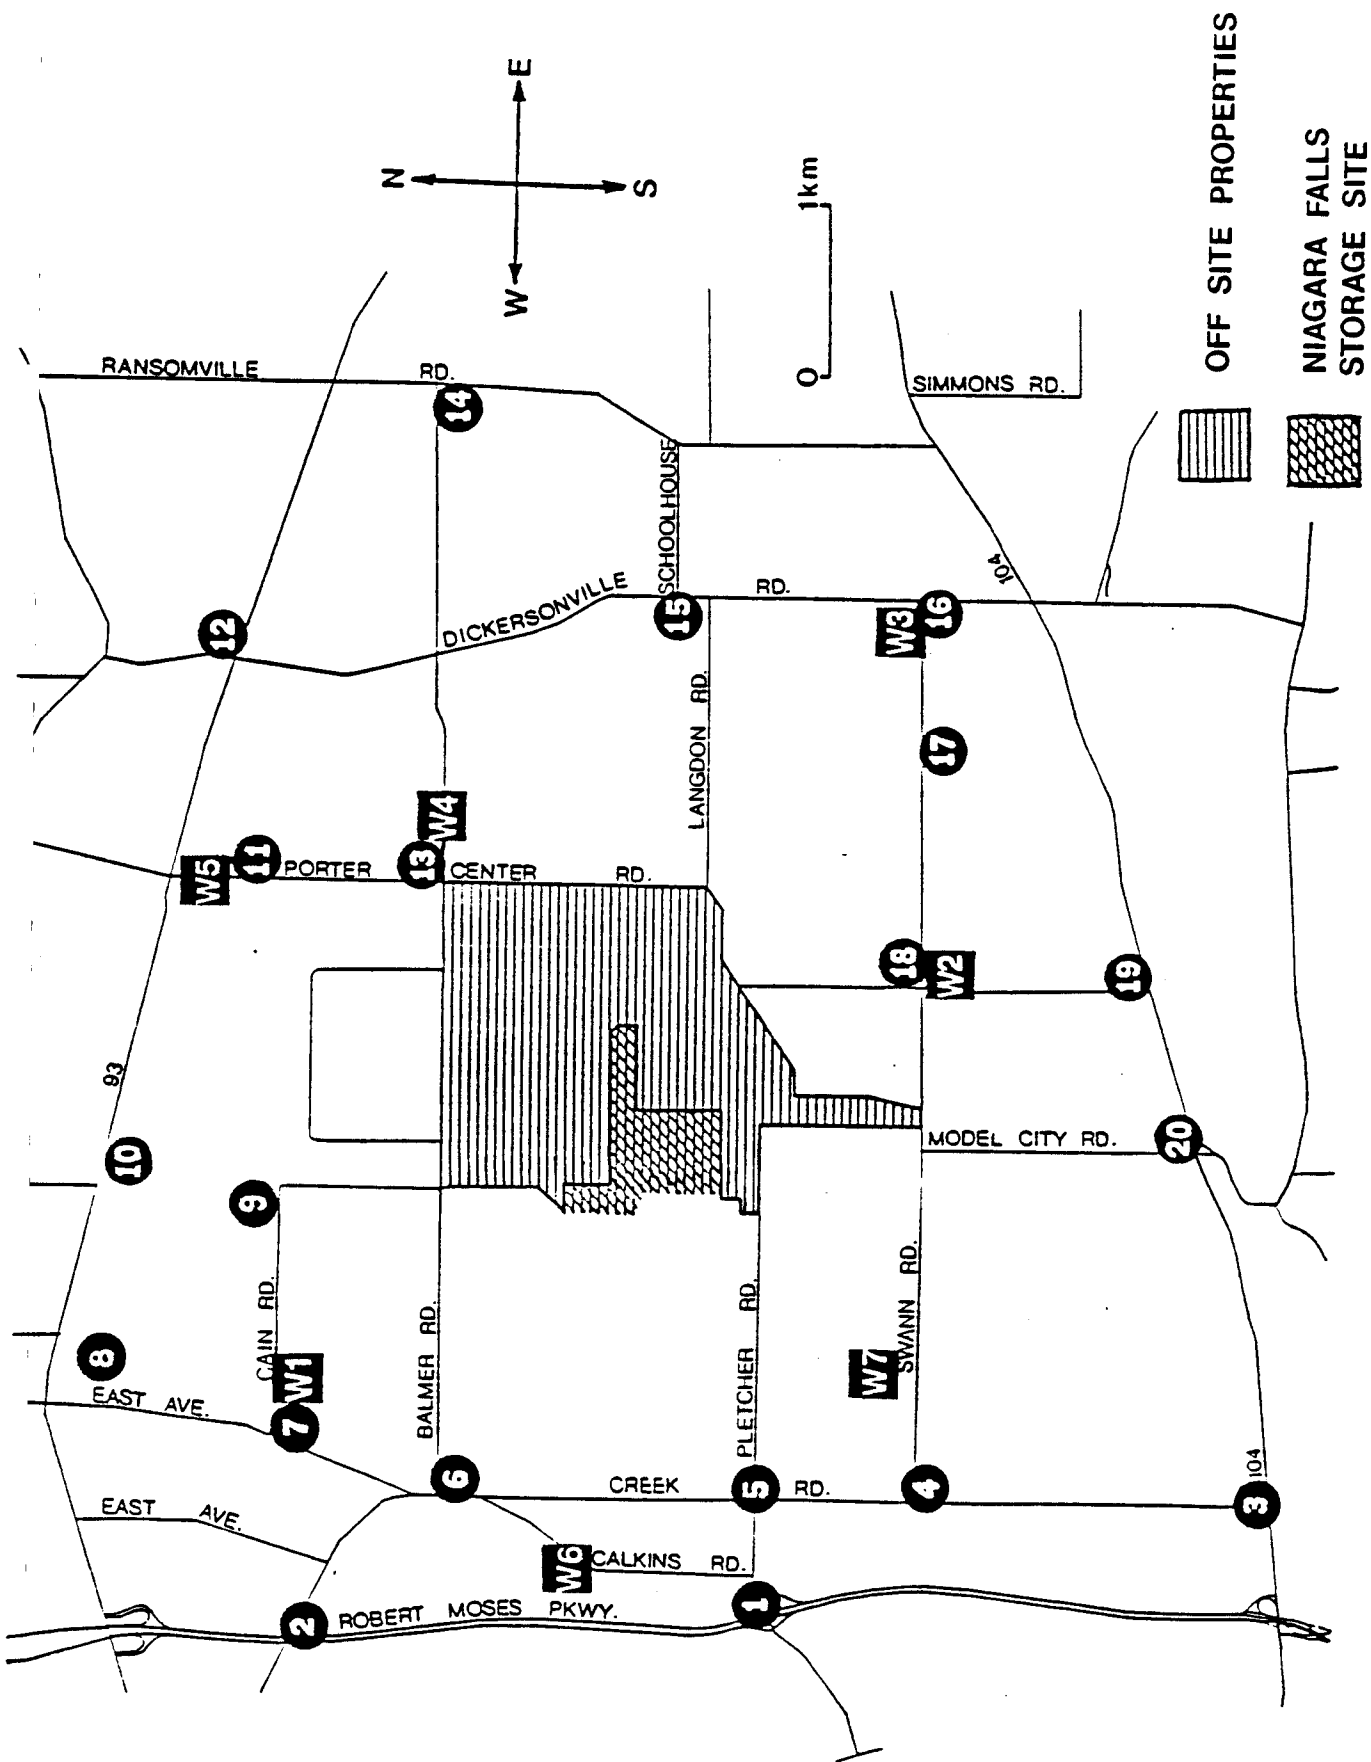 N
W
E
S
0
1km
OFF SITE PROPERTIES
NIAGARA FALLS
STORAGE SITE
RANSOMVILLE RD.
14
SIMMONS RD.
SCHOOLHOUSE
12
DICKERSONVILLE RD.
15
W3
16
104
17
LANGDON RD.
W4
W5
11
PORTER
13
CENTER RD.
18
W2
19
93
10
9
MODEL CITY RD.
20
CAIN RD.
BALMER RD.
PLETCHER RD.
SWANN RD.
8
W1
W7
EAST AVE.
7
6
CREEK RD.
5
4
104
3
EAST AVE.
W6
CALKINS RD.
2
ROBERT MOSES PKWY.
1